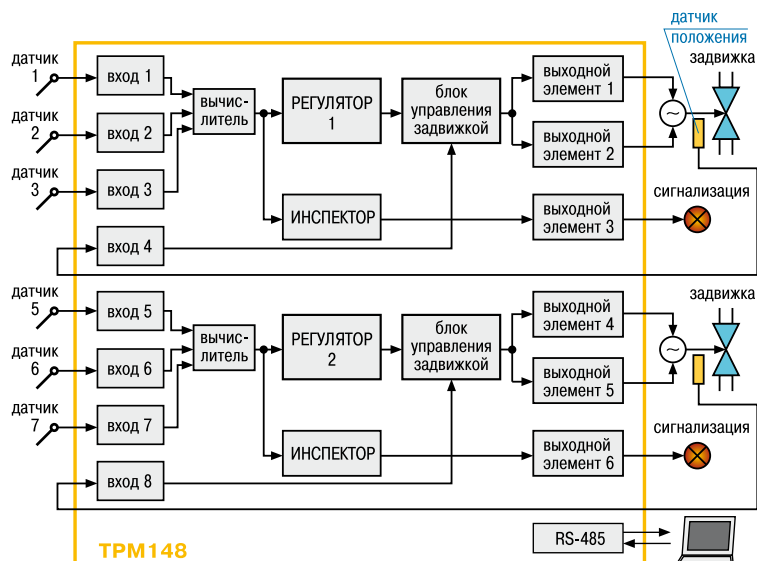 датчик
положения
задвижка
датчик
1
вход 1
вычис-
литель
РЕГУЛЯТОР
1
блок
управления
задвижкой
выходной
элемент 1
~
датчик
2
вход 2
выходной
элемент 2
датчик
3
вход 3
ИНСПЕКТОР
выходной
элемент 3
сигнализация
вход 4
датчик
5
вход 5
вычис-
литель
РЕГУЛЯТОР
2
блок
управления
задвижкой
выходной
элемент 4
~
задвижка
датчик
6
вход 6
выходной
элемент 5
датчик
7
вход 7
ИНСПЕКТОР
выходной
элемент 6
сигнализация
вход 8
RS-485
ТРМ148